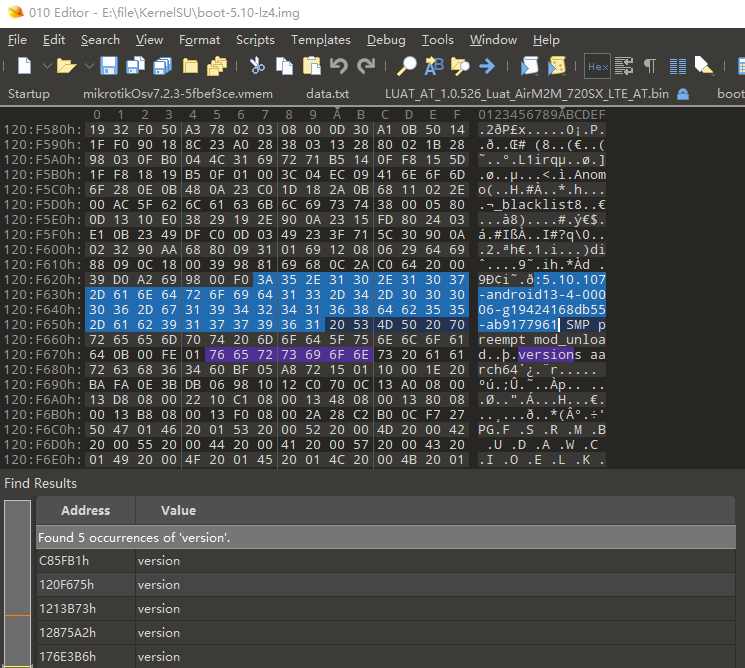 010 Editor - E:\file\KernelSU\boot-5.10-lz4.img
File Edit Search View Format Scripts Templates Debug Tools Window Help
Hex
Startup mikrotikOsv7.2.3-5fbef3ce.vmem data.txt LUAT_AT_1.0.526_Luat_AirM2M_720SX_LTE_AT.bin boot
0 1 2 3 4 5 6 7 8 9 A B C D E F 0123456789ABCDEF
120:F580h: 19 32 F0 50 A3 78 02 03 08 00 0D 30 A1 0B 50 14 .2ðP£x.....0¡.P.
120:F590h: 1F F0 90 18 8C 23 A0 28 38 03 13 28 80 02 1B 28 .ð..Œ# (8..(€..(
120:F5A0h: 98 03 0F B0 04 4C 31 69 72 71 B5 14 0F F8 15 5D ˜..°.L1irqµ..ø.]
120:F5B0h: 1F F8 18 19 B5 0F 01 00 3C 04 EC 09 41 6E 6F 6D .ø..µ...<.ì.Anom
120:F5C0h: 6F 28 0E 0B 48 0A 23 C0 1D 18 2A 0B 68 11 02 2E o(..H.#À..*.h...
120:F5D0h: 00 AC 5F 62 6C 61 63 6B 6C 69 73 74 38 00 05 80 .¬_blacklist8..€
120:F5E0h: 0D 13 10 E0 38 29 19 2E 90 0A 23 15 FD 80 24 03 ...à8)....#.ý€$.
120:F5F0h: E1 0B 23 49 DF C0 0D 03 49 23 3F 71 5C 30 90 0A á.#IßÀ..I#?q\0..
120:F600h: 02 32 90 AA 68 80 09 31 01 69 12 08 06 29 64 69 .2.ªh€.1.i...)di
120:F610h: 88 09 0C 18 00 39 98 81 69 68 0C 2A C0 64 20 00 ˆ....9˜.ih.*Àd .
120:F620h: 39 D0 A2 69 98 00 F0 3A 35 2E 31 30 2E 31 30 37 9Ð¢i˜.ð:5.10.107
120:F630h: 2D 61 6E 64 72 6F 69 64 31 33 2D 34 2D 30 30 30 -android13-4-000
120:F640h: 30 36 2D 67 31 39 34 32 34 31 36 38 64 62 35 35 06-g19424168db55
120:F650h: 2D 61 62 39 31 37 37 39 36 31 20 53 4D 50 20 70 -ab9177961 SMP p
120:F660h: 72 65 65 6D 70 74 20 6D 6F 64 5F 75 6E 6C 6F 61 reempt mod_unloa
120:F670h: 64 0B 00 FE 01 76 65 72 73 69 6F 6E 73 20 61 61 d..þ.versions aa
120:F680h: 72 63 68 36 34 60 BF 05 A8 72 15 01 10 00 1E 20 rch64`¿.¨r.....
120:F690h: BA FA 0E 3B DB 06 98 10 12 C0 70 0C 13 A0 08 00 ºú.;Û.˜..Àp.. ..
120:F6A0h: 13 D8 08 00 22 10 C1 08 00 13 48 08 00 13 80 08 .Ø..".Á...H...€.
120:F6B0h: 00 13 B8 08 00 13 F0 08 00 2A 28 C2 B0 0C F7 27 ..¸...ð..*(Â°.÷'
120:F6C0h: 50 47 01 46 20 01 53 20 00 52 20 00 4D 20 00 42 PG.F .S .R .M .B
120:F6D0h: 20 00 55 20 00 44 20 00 41 20 00 57 20 00 43 20 .U .D .A .W .C
120:F6E0h: 01 49 20 00 4F 20 01 45 20 01 4C 20 00 4B 20 01 .I .O .E .L .K .
Find Results
Address Value
Found 5 occurrences of 'version'.
C85FB1h version
120F675h version
1213B73h version
12875A2h version
176E3B6h version